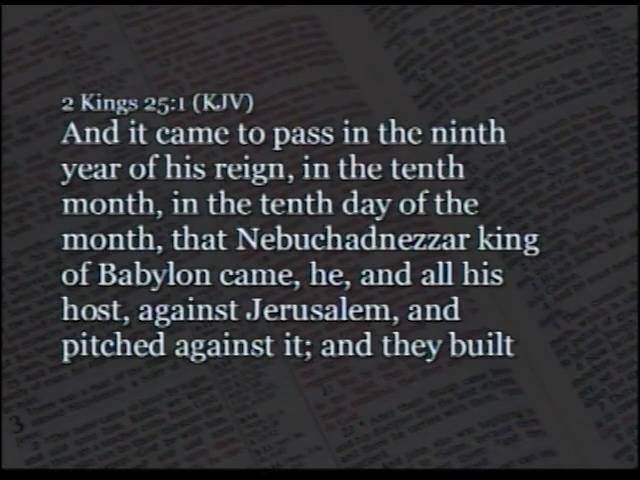 2 Kings 25:1 (KJV)
And it came to pass in the ninth
year of his reign, in the tenth
month, in the tenth day of the
month, that Nebuchadnezzar king
of Babylon came, he, and all his
host, against Jerusalem, and
pitched against it; and they built
3